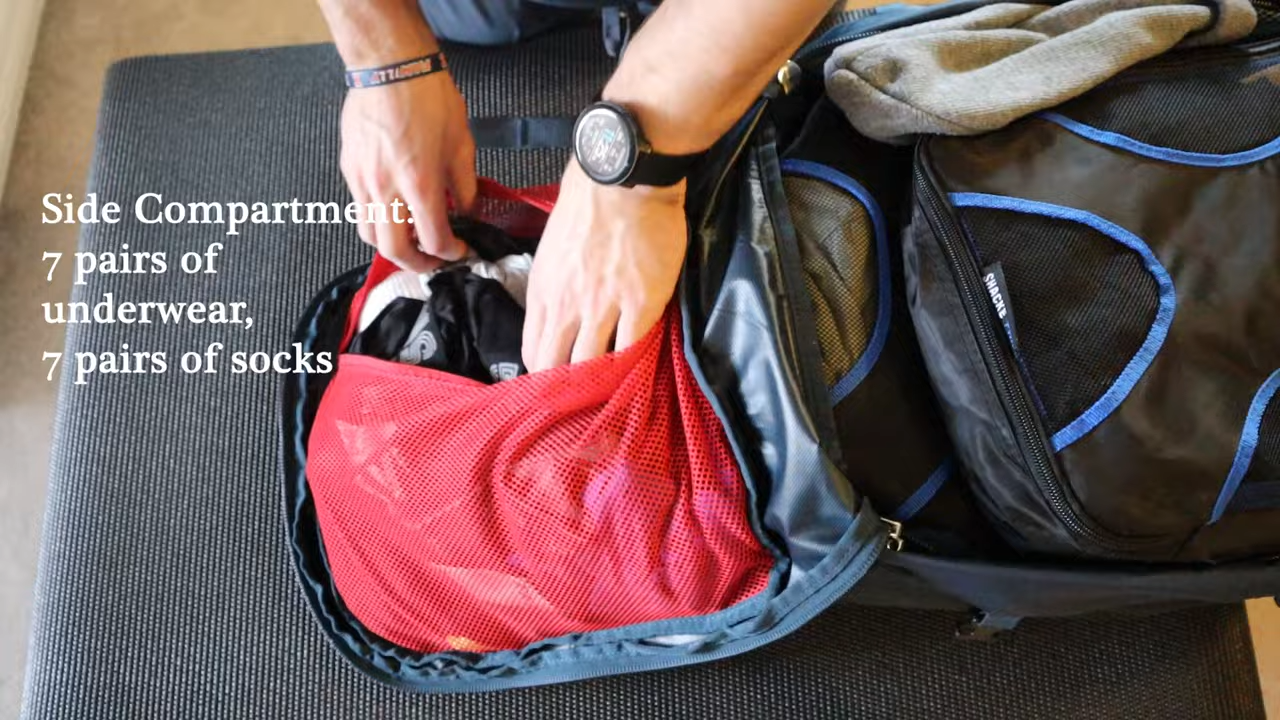 Side Compartment:
7 pairs of
underwear,
7 pairs of socks